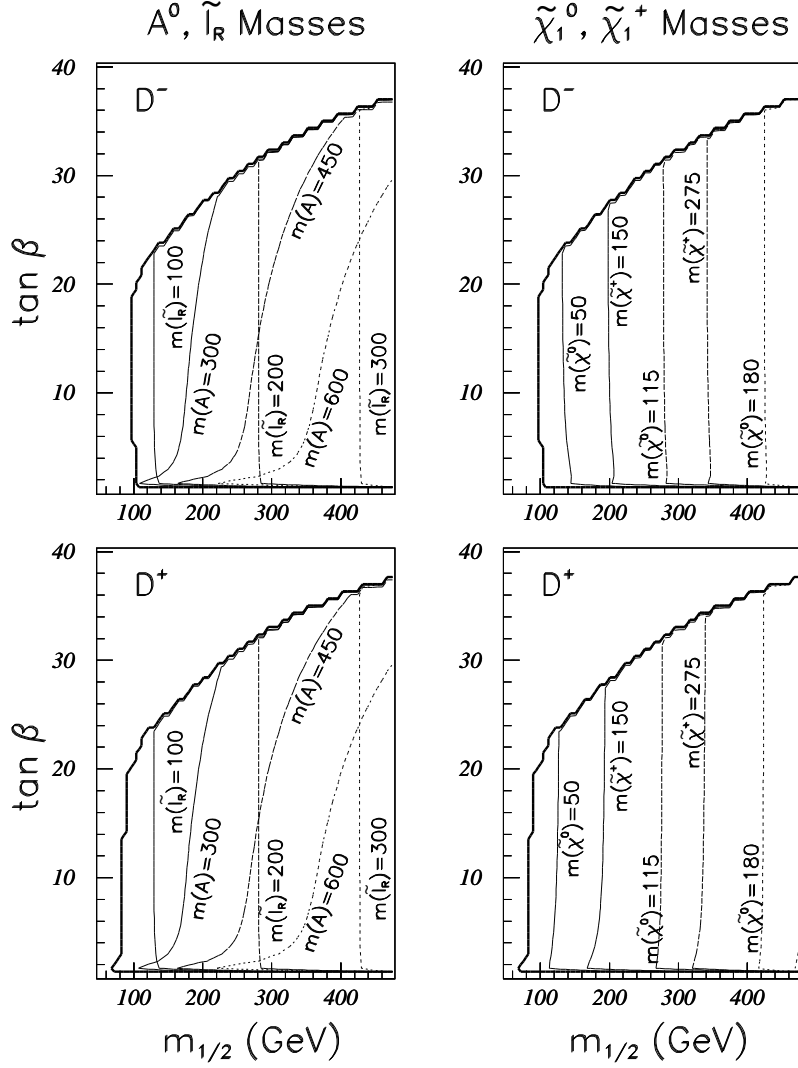 A⁰, l̃_R Masses
χ̃₁⁰, χ̃₁⁺ Masses
40
D⁻
30
tan β
20
10
m(l̃_R)=100
m(A)=300
m(l̃_R)=200
m(A)=450
m(A)=600
m(l̃_R)=300
100 200 300 400
40
D⁻
30
20
10
m(χ̃⁰)=50
m(χ̃⁺)=150
m(χ̃⁰)=115
m(χ̃⁺)=275
m(χ̃⁰)=180
100 200 300 400
40
D⁺
30
tan β
20
10
m(l̃_R)=100
m(A)=300
m(l̃_R)=200
m(A)=450
m(A)=600
m(l̃_R)=300
100 200 300 400
m_{1/2} (GeV)
40
D⁺
30
20
10
m(χ̃⁰)=50
m(χ̃⁺)=150
m(χ̃⁰)=115
m(χ̃⁺)=275
m(χ̃⁰)=180
100 200 300 400
m_{1/2} (GeV)